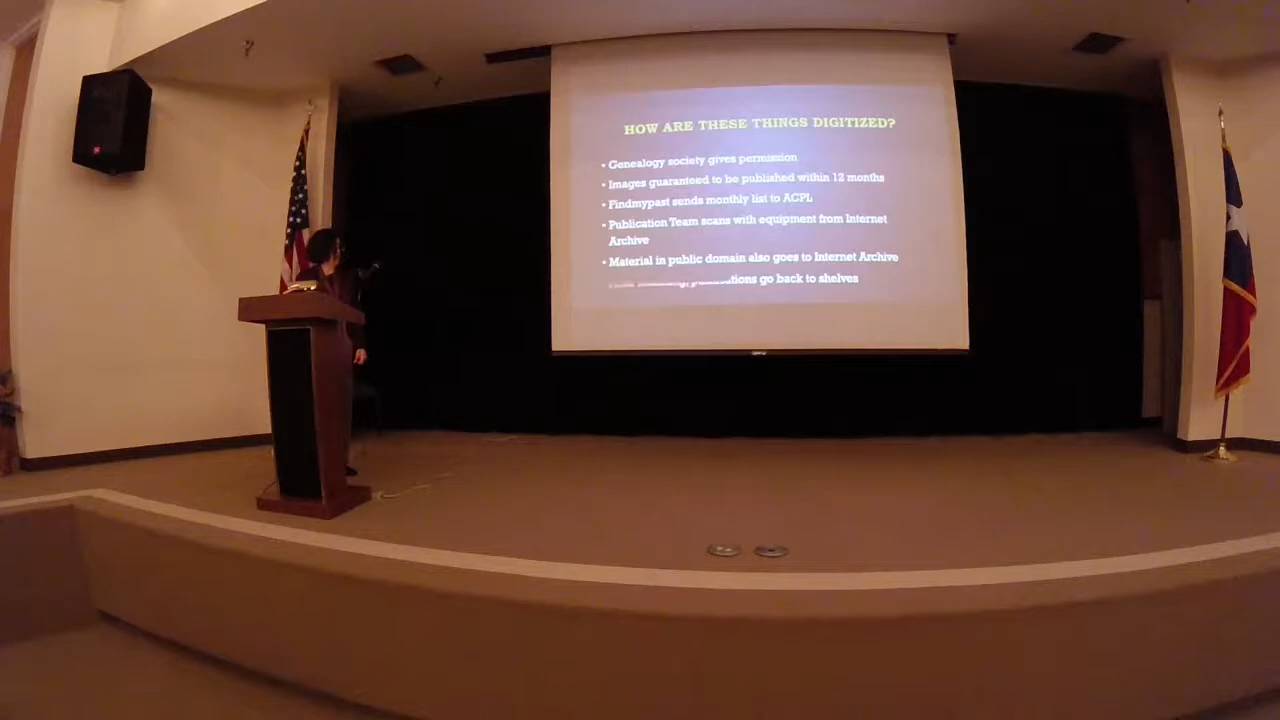 HOW ARE THESE THINGS DIGITIZED?
• Genealogy society gives permission
• Images guaranteed to be published within 12 months
• Findmypast sends monthly list to ACPL
• Publication Team scans with equipment from Internet
Archive
• Material in public domain also goes to Internet Archive
go back to shelves